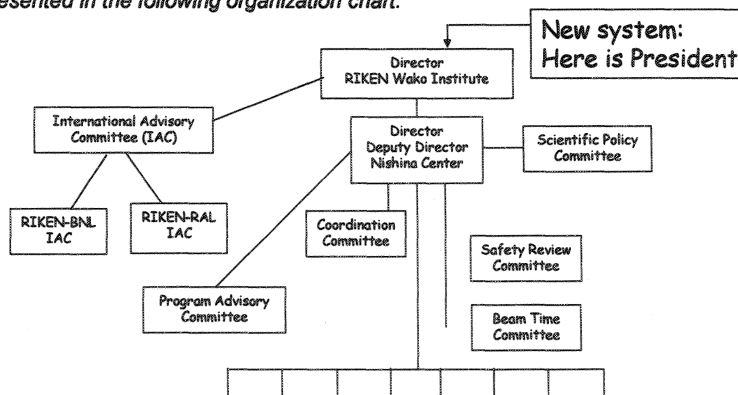 esented in the following organization chart.
New system:
Here is President
Director
RIKEN Wako Institute
International Advisory
Committee (IAC)
Director
Deputy Director
Nishina Center
Scientific Policy
Committee
RIKEN-BNL
IAC
RIKEN-RAL
IAC
Coordination
Committee
Safety Review
Committee
Program Advisory
Committee
Beam Time
Committee